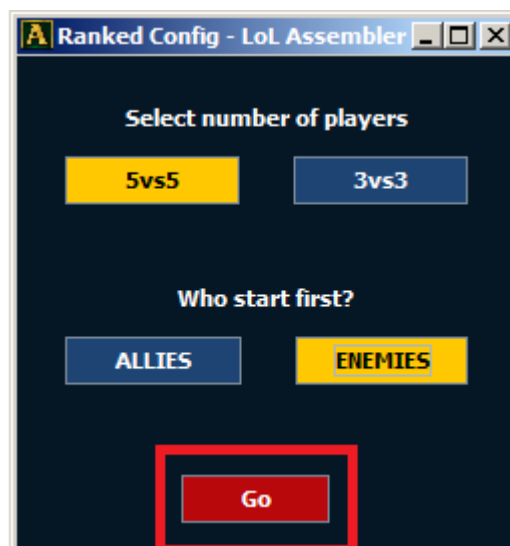 Ranked Config - LoL Assembler
Select number of players
5vs5 3vs3
Who start first?
ALLIES ENEMIES
Go